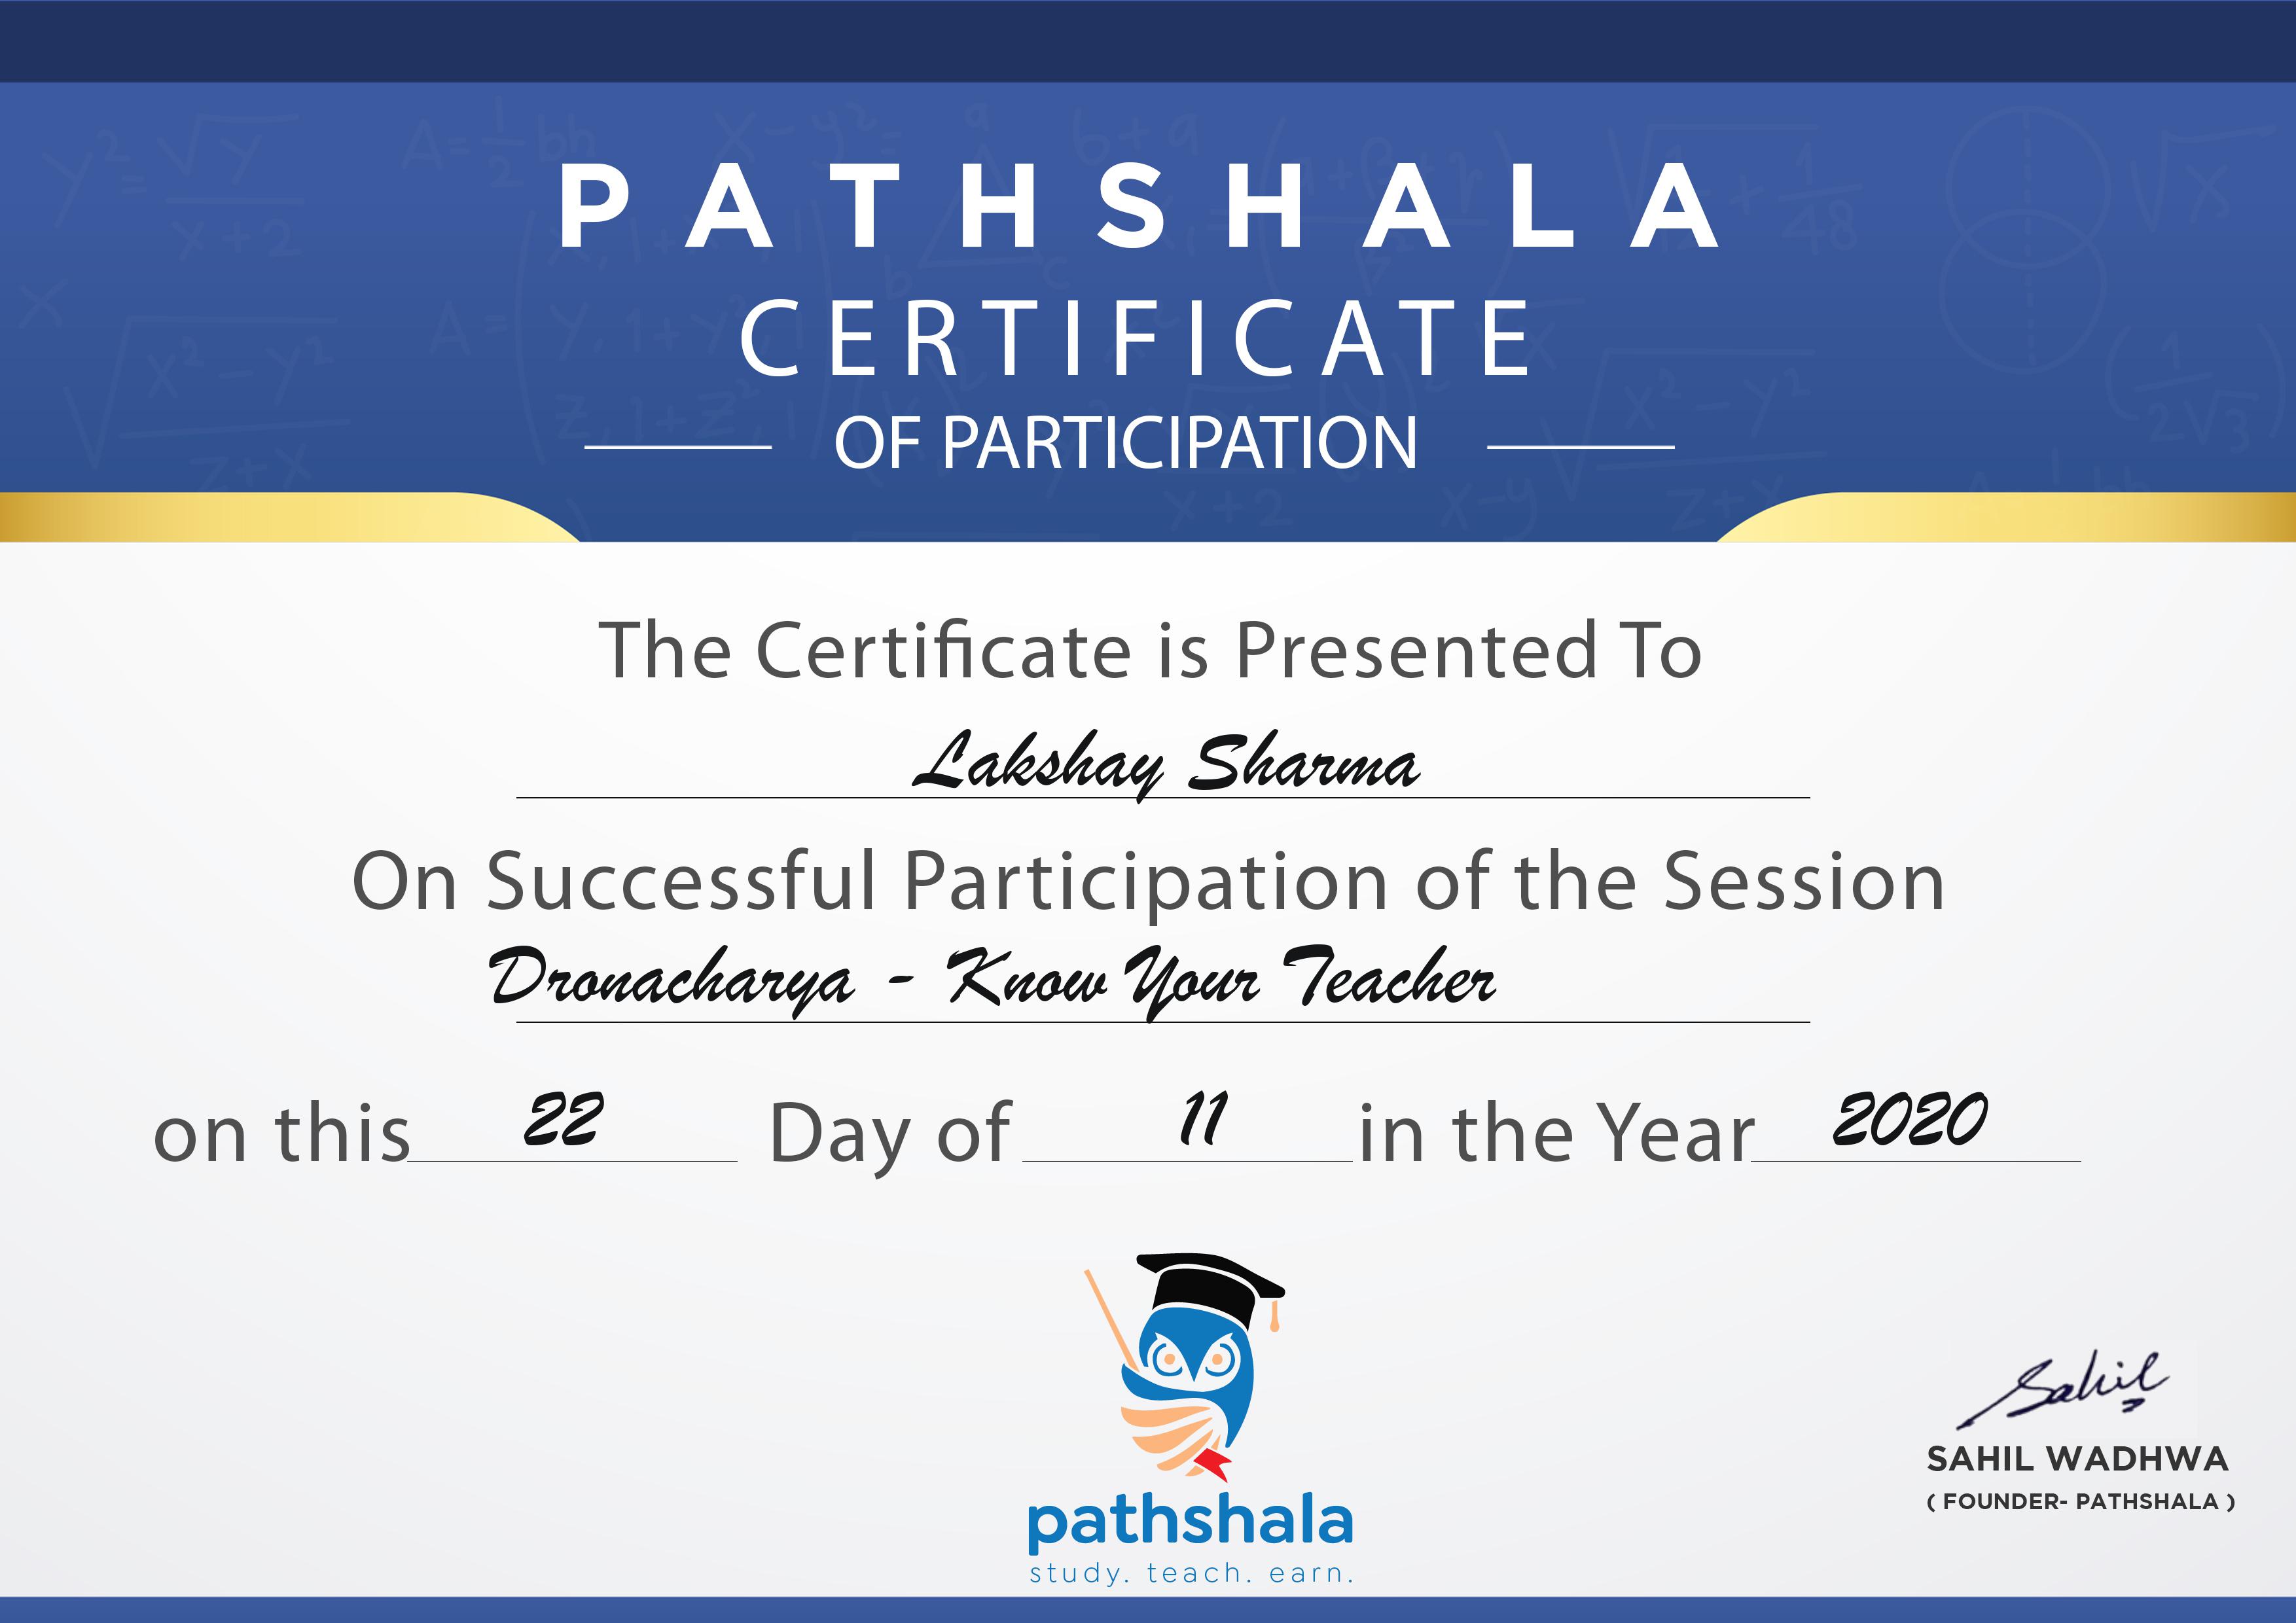 PATHSHALA
CERTIFICATE
OF PARTICIPATION
The Certificate is Presented To
Lakshay Sharma
On Successful Participation of the Session
Dronacharya - Know Your Teacher
on this 22 Day of 11 in the Year 2020
Sahil
SAHIL WADHWA
( FOUNDER- PATHSHALA )
pathshala
study. teach. earn.